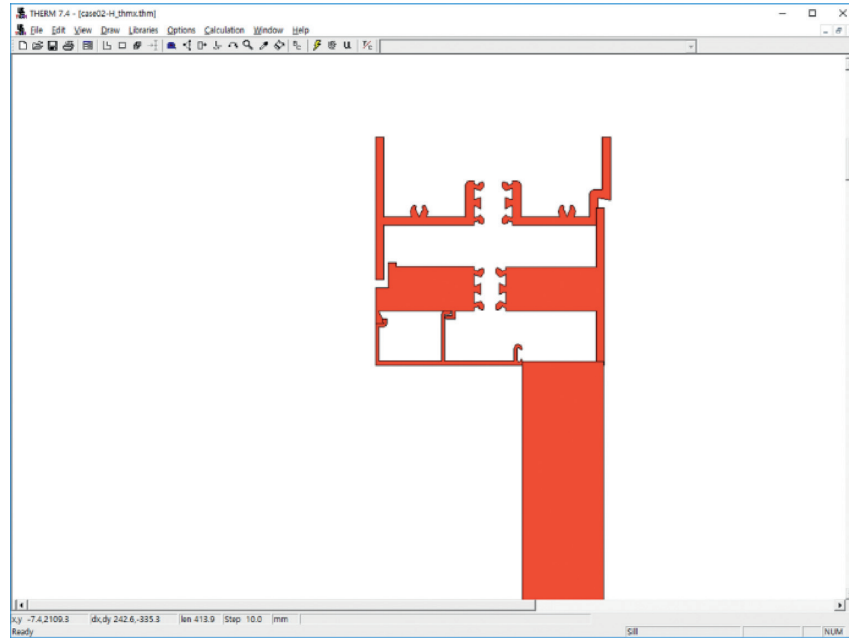 THERM 7.4 - [case02-H_thmx.thm]
File Edit View Draw Libraries Options Calculation Window Help
x,y -7.4,2109.3 dx,dy 242.6,-335.3 len 413.9 Step 10.0 mm
Ready Sill NUM